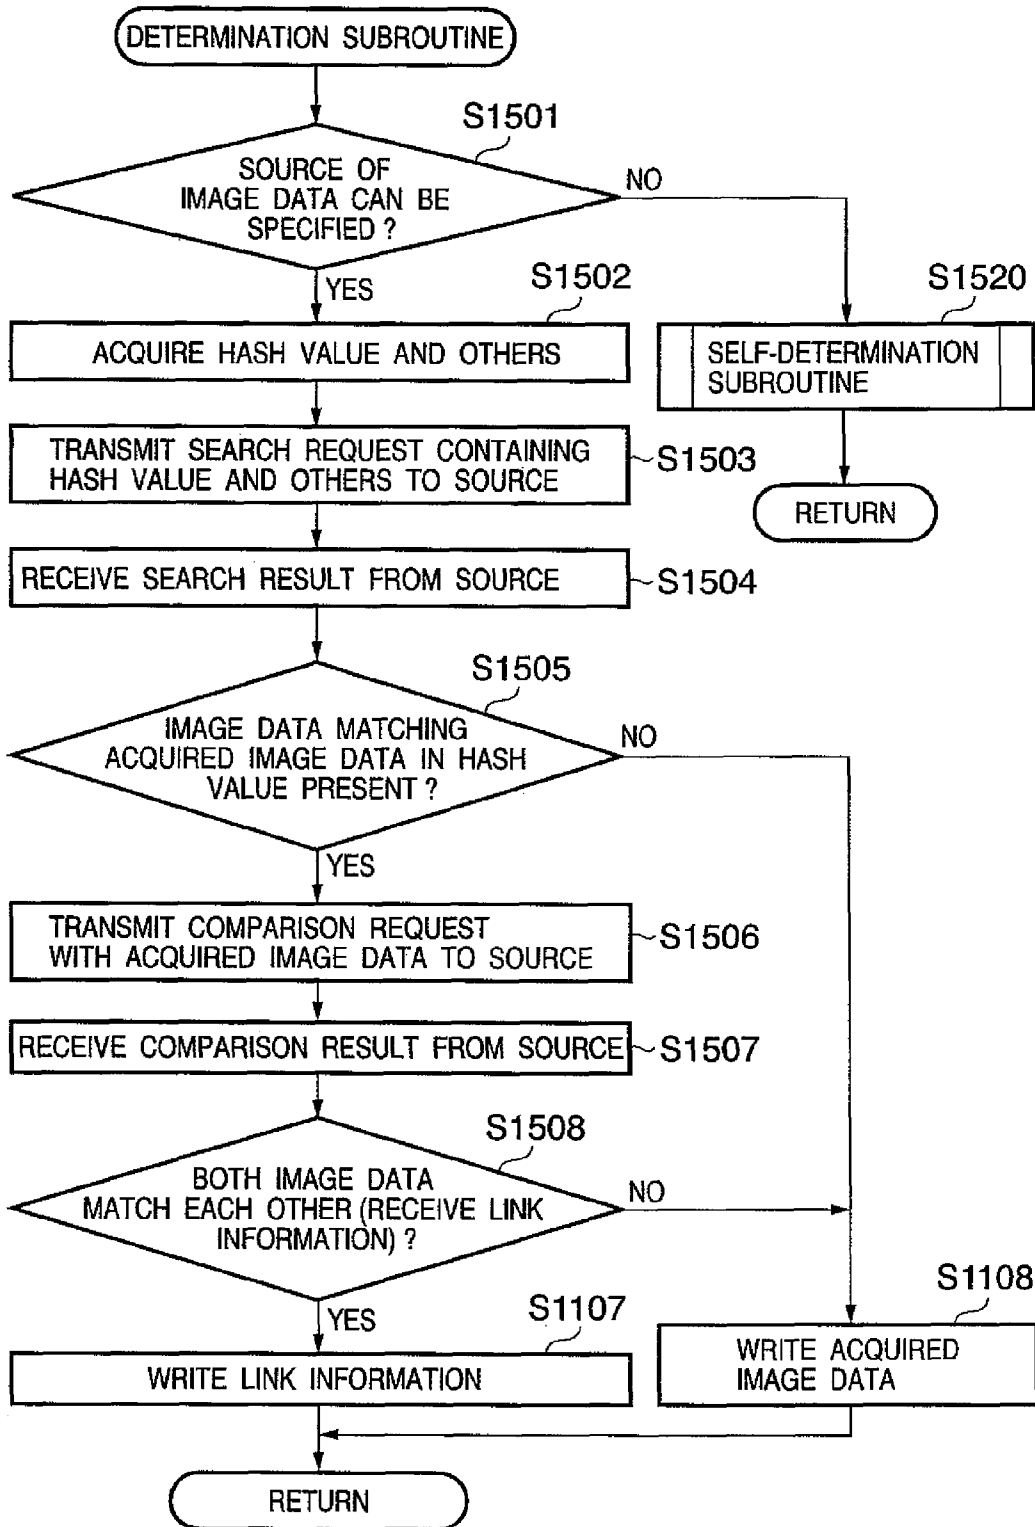 DETERMINATION SUBROUTINE
S1501
SOURCE OF
IMAGE DATA CAN BE
SPECIFIED ?
NO
YES
S1502
S1520
ACQUIRE HASH VALUE AND OTHERS
SELF-DETERMINATION
SUBROUTINE
TRANSMIT SEARCH REQUEST CONTAINING
HASH VALUE AND OTHERS TO SOURCE
S1503
RETURN
RECEIVE SEARCH RESULT FROM SOURCE
S1504
S1505
IMAGE DATA MATCHING
ACQUIRED IMAGE DATA IN HASH
VALUE PRESENT ?
NO
YES
TRANSMIT COMPARISON REQUEST
WITH ACQUIRED IMAGE DATA TO SOURCE
S1506
RECEIVE COMPARISON RESULT FROM SOURCE
S1507
S1508
BOTH IMAGE DATA
MATCH EACH OTHER (RECEIVE LINK
INFORMATION) ?
NO
YES
S1107
S1108
WRITE LINK INFORMATION
WRITE ACQUIRED
IMAGE DATA
RETURN